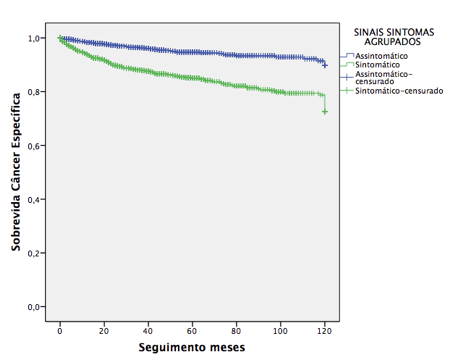 SINAIS SINTOMAS
AGRUPADOS
Assintomático
Sintomático
Assintomático-
censurado
Sintomático-censurado
Sobrevida Câncer Específica
1,0
0,8
0,6
0,4
0,2
0,0
0 20 40 60 80 100 120
Seguimento meses